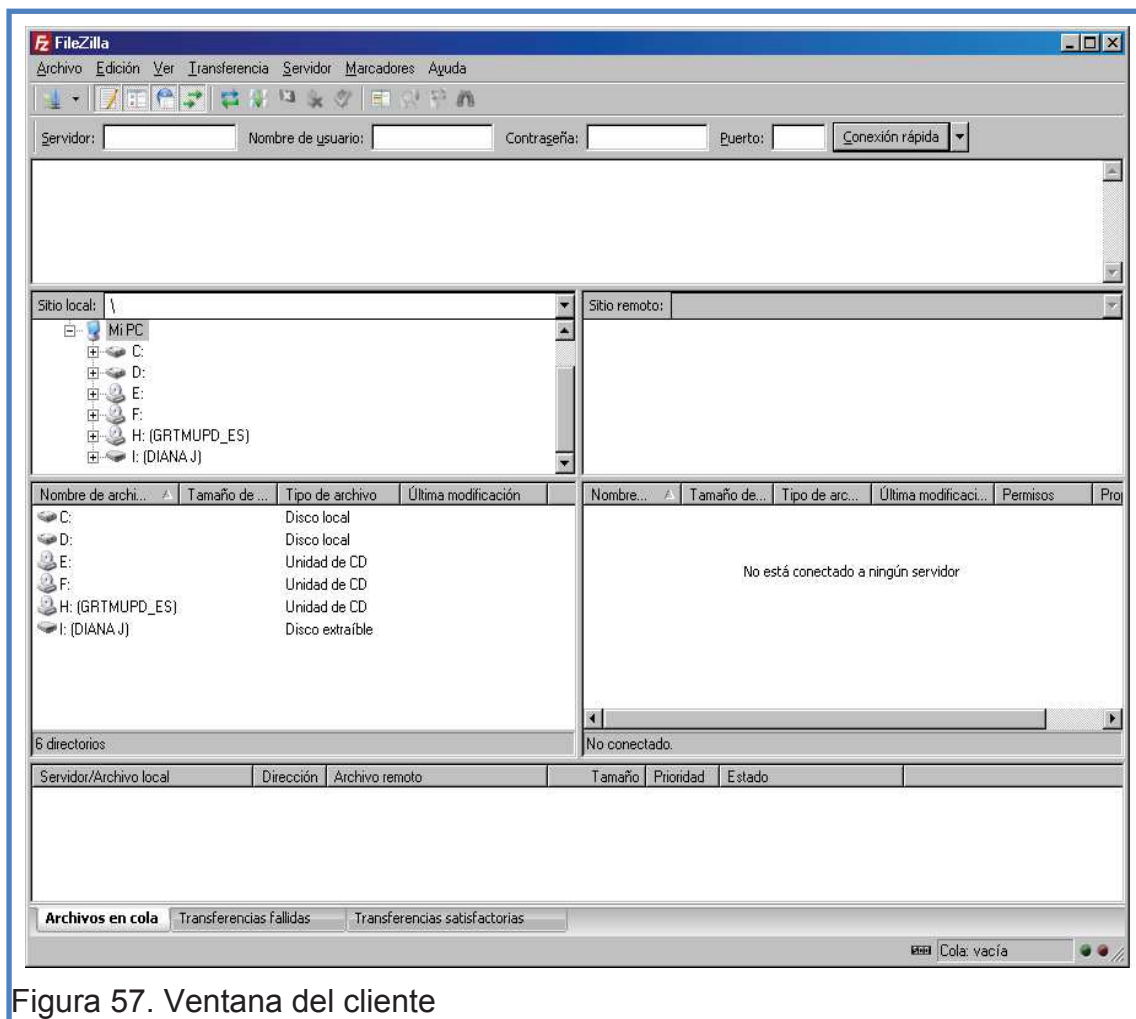 FileZilla
Archivo Edición Ver Transferencia Servidor Marcadores Ayuda
Servidor: Nombre de usuario: Contraseña: Puerto: Conexión rápida
Sitio local: \
Mi PC
C:
D:
E:
F:
H: (GRTMUPD_ES)
I: (DIANA J)
Sitio remoto:
Nombre de archi... Tamaño de ... Tipo de archivo Última modificación
C: Disco local
D: Disco local
E: Unidad de CD
F: Unidad de CD
H: (GRTMUPD_ES) Unidad de CD
I: (DIANA J) Disco extraíble
6 directorios
Nombre... Tamaño de... Tipo de arc... Última modificaci... Permisos Prop
No está conectado a ningún servidor
No conectado.
Servidor/Archivo local Dirección Archivo remoto Tamaño Prioridad Estado
Archivos en cola Transferencias fallidas Transferencias satisfactorias
Cola: vacía
Figura 57. Ventana del cliente